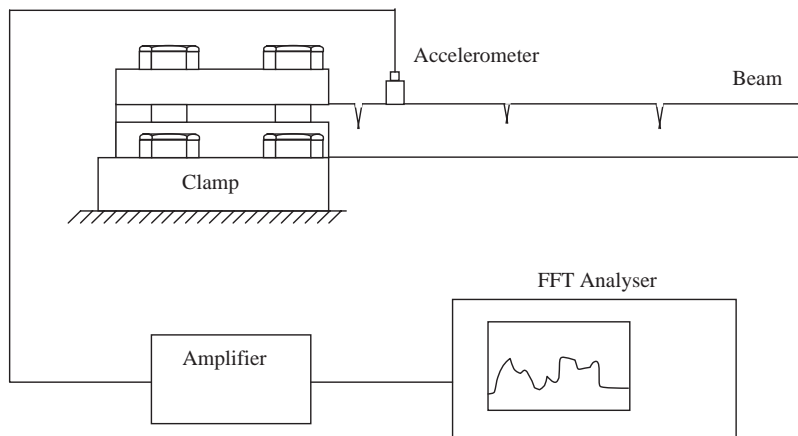 Accelerometer
Beam
Clamp
FFT Analyser
Amplifier